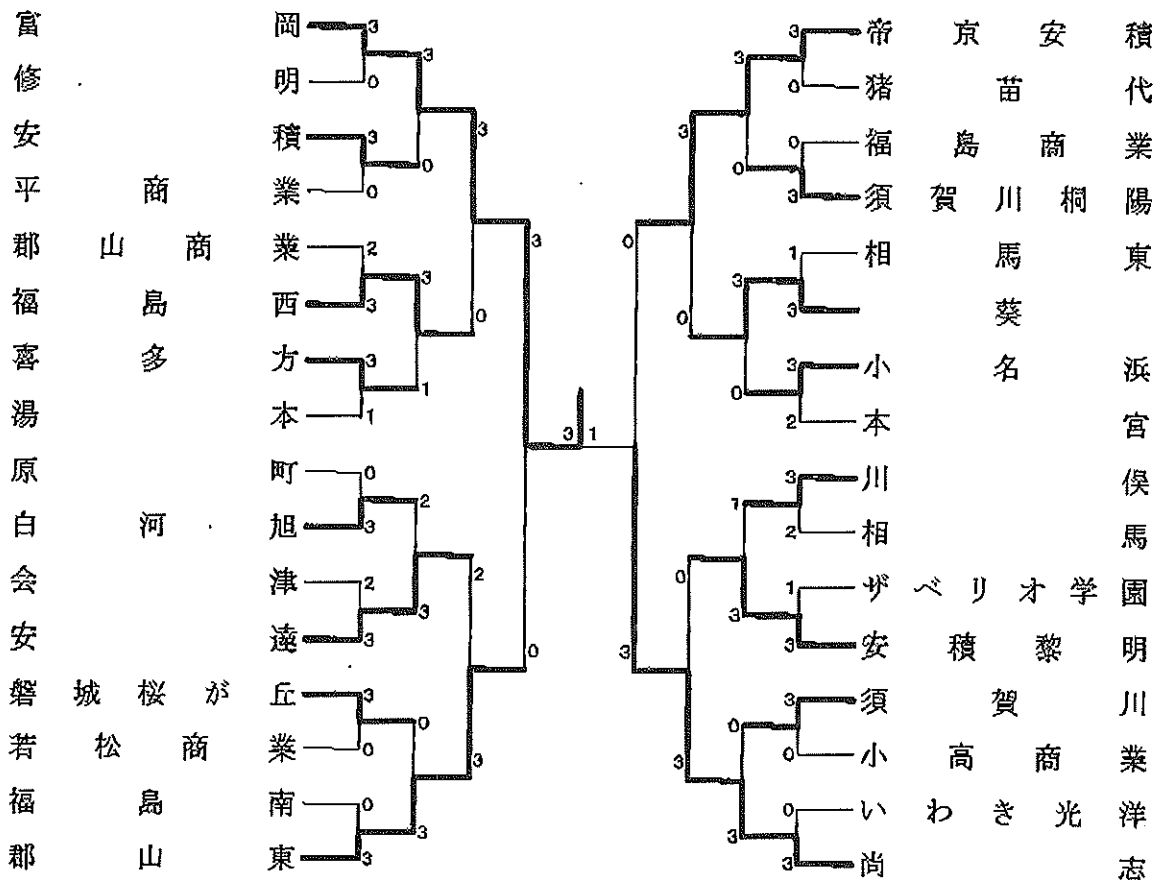 富岡
修明
安積
平商業
郡山商業
福島西
喜多方
湯本
原町
白河旭
会津
安達
磐城桜が丘
若松商業
福島南
郡山東
3
0
3
0
2
3
3
1
0
3
2
3
3
0
0
3
3
0
3
1
2
3
0
3
3
0
2
3
3
0
3
1
0
3
3
0
0
3
3
0
1
3
0
3
3
0
0
3
1
3
3
2
3
2
1
3
3
0
0
3
帝京安積
猪苗代
福島商業
須賀川桐陽
相馬東
葵
小名浜
本宮
川俣
相馬
ザベリオ学園
安積黎明
須賀川
小高商業
いわき光洋
尚志